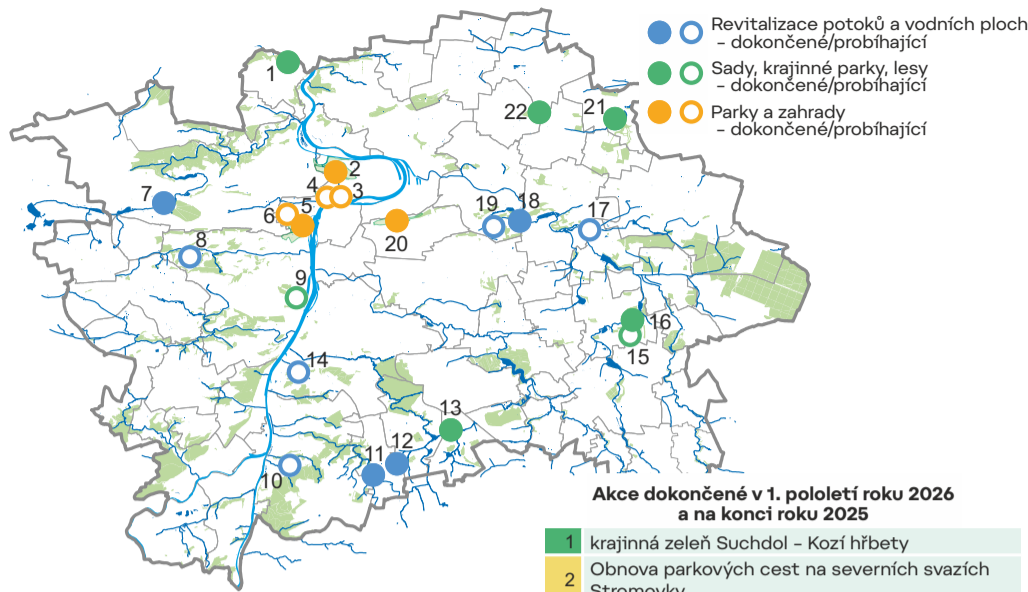 Revitalizace potoků a vodních ploch
– dokončené/probíhající
Sady, krajinné parky, lesy
– dokončené/probíhající
Parky a zahrady
– dokončené/probíhající
1
22
21
2
4
3
7
6
5
20
19
18
17
8
9
16
15
14
13
12
11
10
Akce dokončené v 1. pololetí roku 2026
a na konci roku 2025
1 krajinná zeleň Suchdol – Kozí hřbety
2 Obnova parkových cest na severních svazích
Stromovky